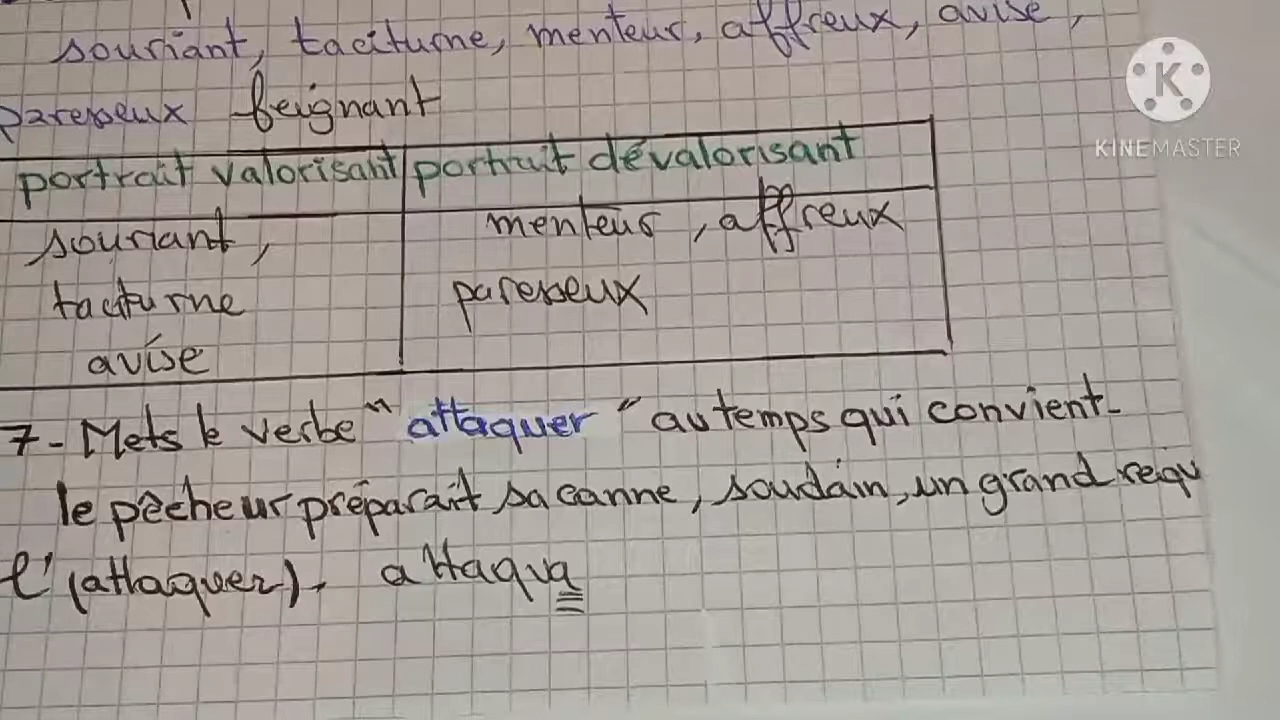 souriant, taciturne, menteur, affreux, avisé,
paresseux feignant
portrait valorisant portrait dévalorisant
souriant, menteur, affreux
taciturne paresseux
avisé
7- Mets le verbe "attaquer" au temps qui convient-
le pêcheur préparait sa canne, soudain, un grand requ
l'(attaquer). attaqua
K
KINEMASTER